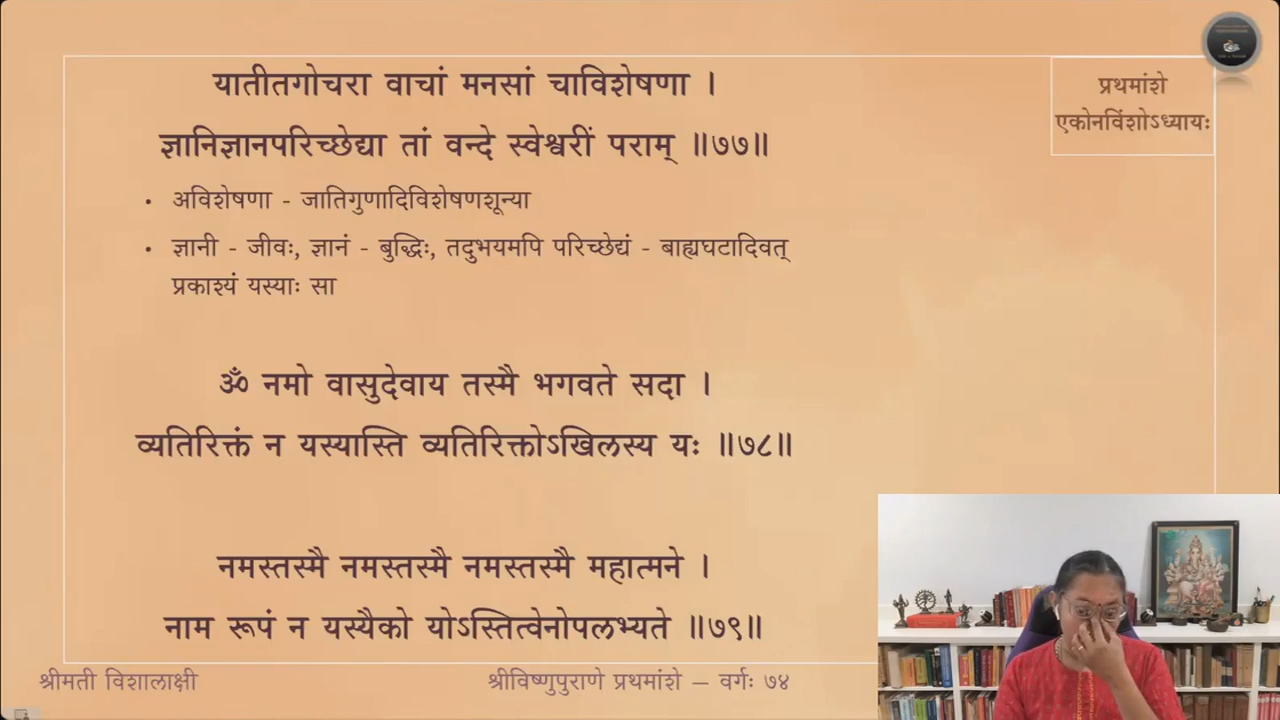 यातीतगोचरा वाचां मनसां चाविशेषणा ।
ज्ञानिज्ञानपरिच्छेद्या तां वन्दे स्वेश्वरीं पराम् ॥७७॥
• अविशेषणा - जातिगुणादिविशेषणशून्या
• ज्ञानी - जीवः, ज्ञानं - बुद्धिः, तदुभयमपि परिच्छेद्यं - बाह्यघटादिवत्
प्रकाश्यं यस्याः सा
ॐ नमो वासुदेवाय तस्मै भगवते सदा ।
व्यतिरिक्तं न यस्यास्ति व्यतिरिक्तोऽखिलस्य यः ॥७८॥
नमस्तस्मै नमस्तस्मै नमस्तस्मै महात्मने ।
नाम रूपं न यस्यैको योऽस्तित्वेनोपलभ्यते ॥७९॥
प्रथमांशे
एकोनविंशोऽध्यायः
श्रीमती विशालाक्षी
श्रीविष्णुपुराणे प्रथमांशे – वर्गः ७४